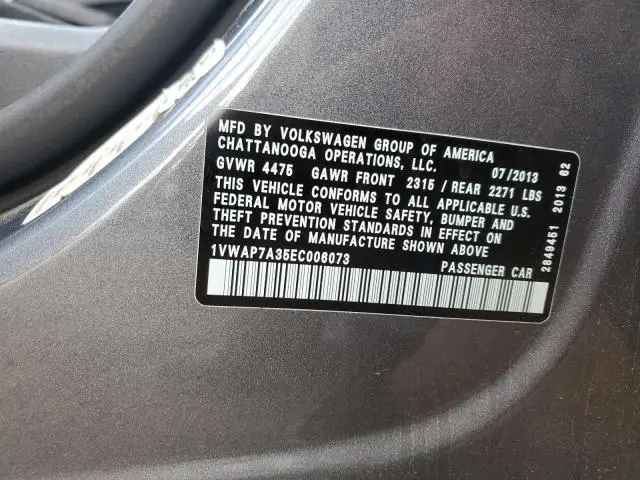 MFD BY VOLKSWAGEN GROUP OF AMERICA
CHATTANOOGA OPERATIONS, LLC. 07/2013
GVWR 4475 GAWR FRONT 2315 / REAR 2271 LBS
THIS VEHICLE CONFORMS TO ALL APPLICABLE U.S.
FEDERAL MOTOR VEHICLE SAFETY, BUMPER AND
THEFT PREVENTION STANDARDS IN EFFECT ON
THE DATE OF MANUFACTURE SHOWN ABOVE
1VWAP7A35EC006073 PASSENGER CAR
2849451 2013 62